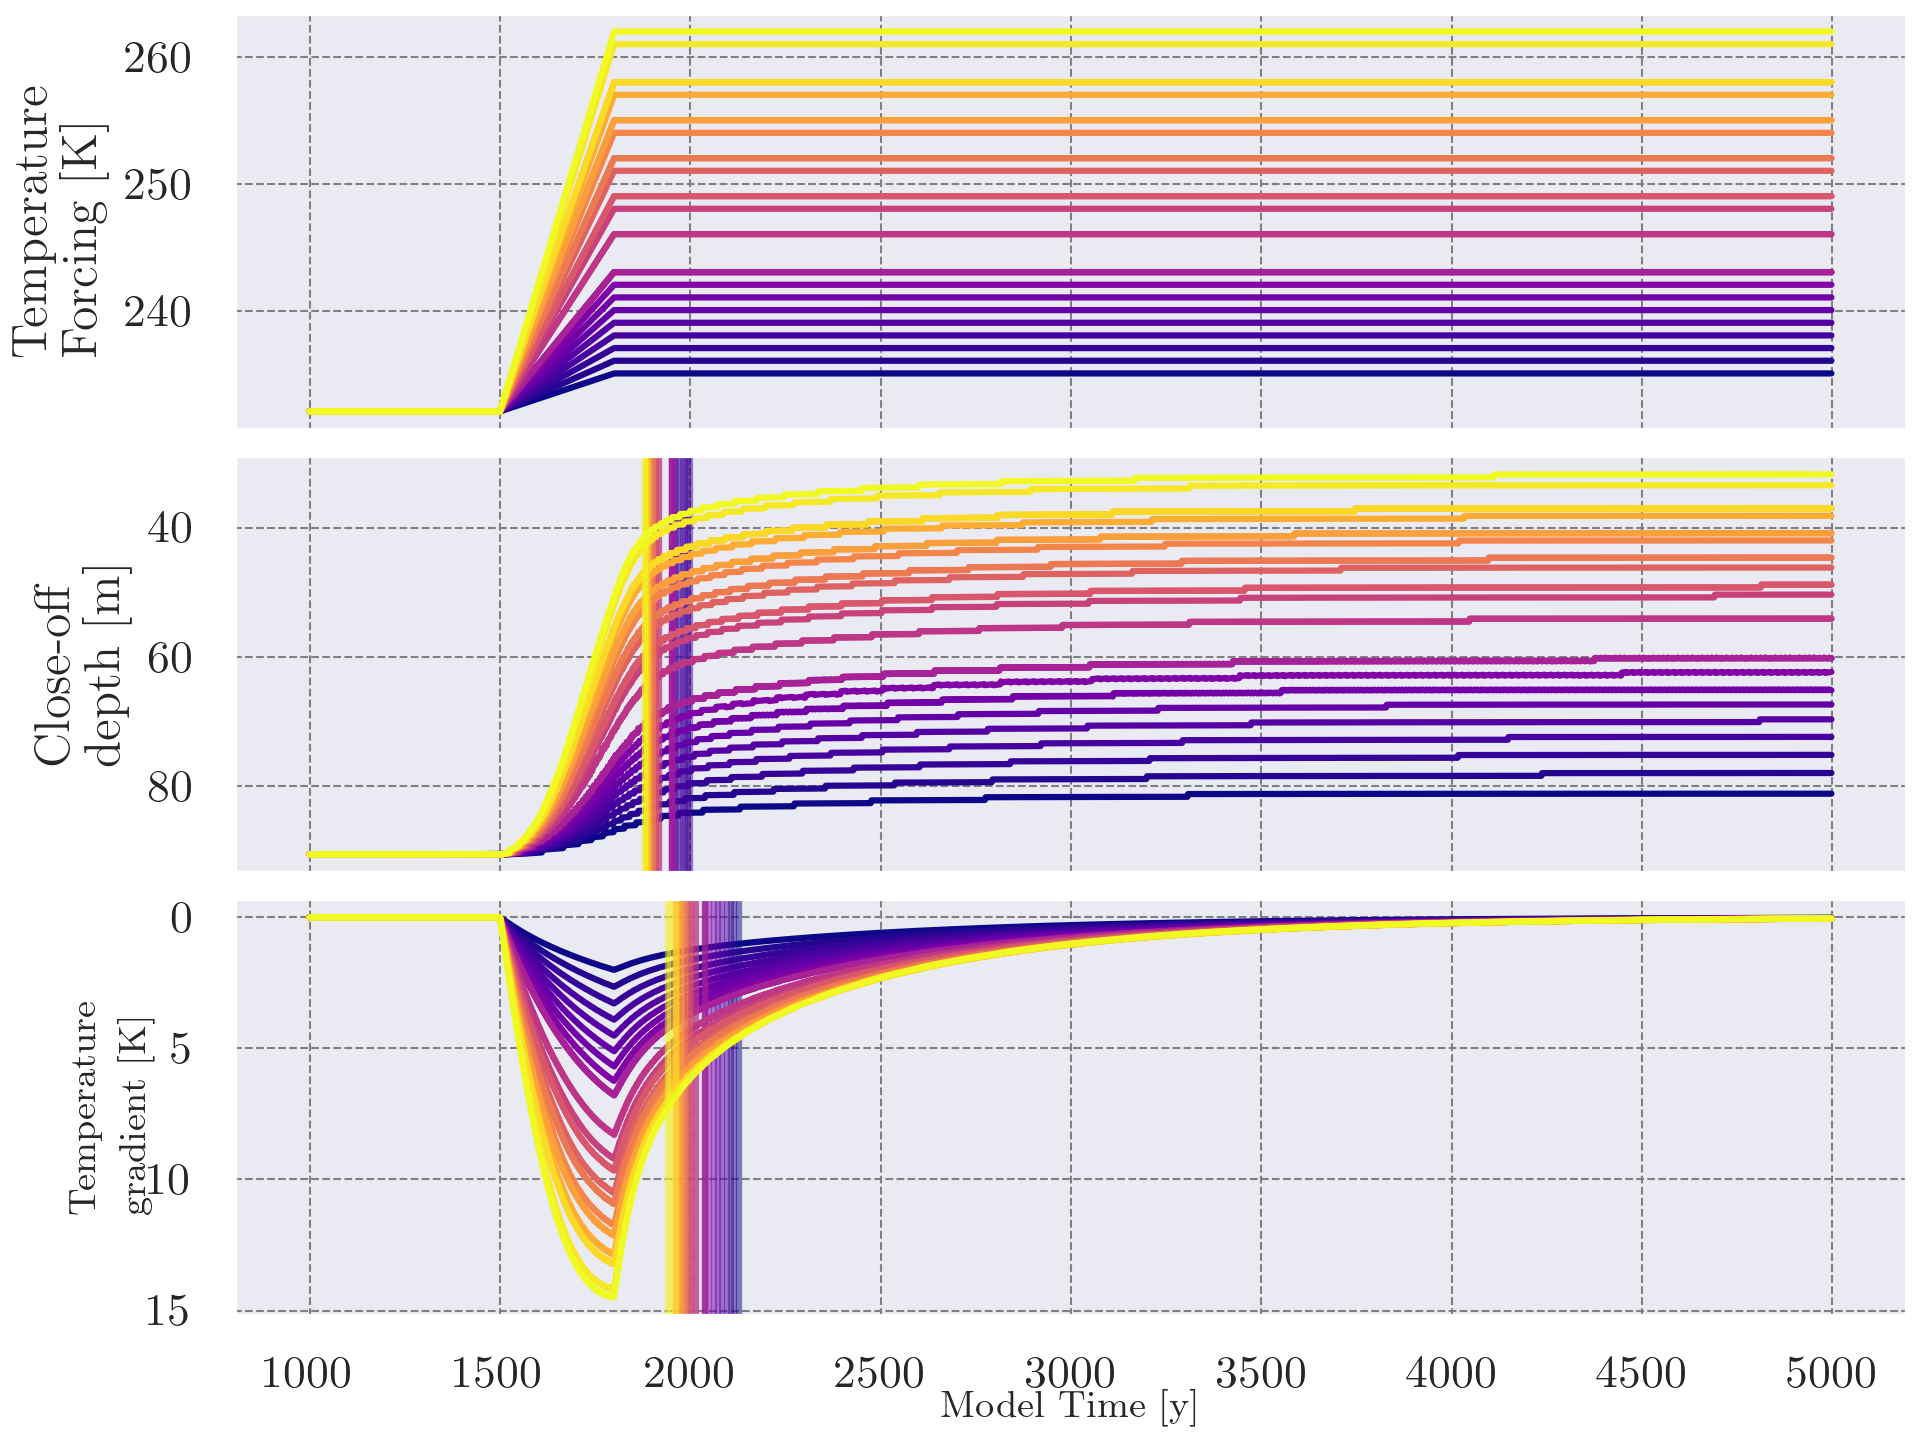 Temperature
Forcing [K]
260
250
240
Close-off
depth [m]
40
60
80
Temperature
gradient [K]
0
5
10
15
1000 1500 2000 2500 3000 3500 4000 4500 5000
Model Time [y]